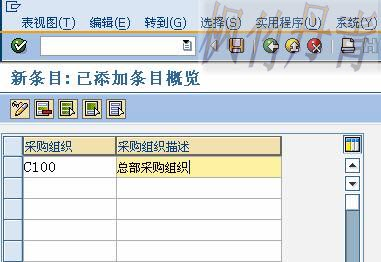 表视图(T) 编辑(E) 转到(G) 选择(S) 实用程序(U) 系统(Y)
新条目: 已添加条目概览
采购组织 采购组织描述
C100 总部采购组织